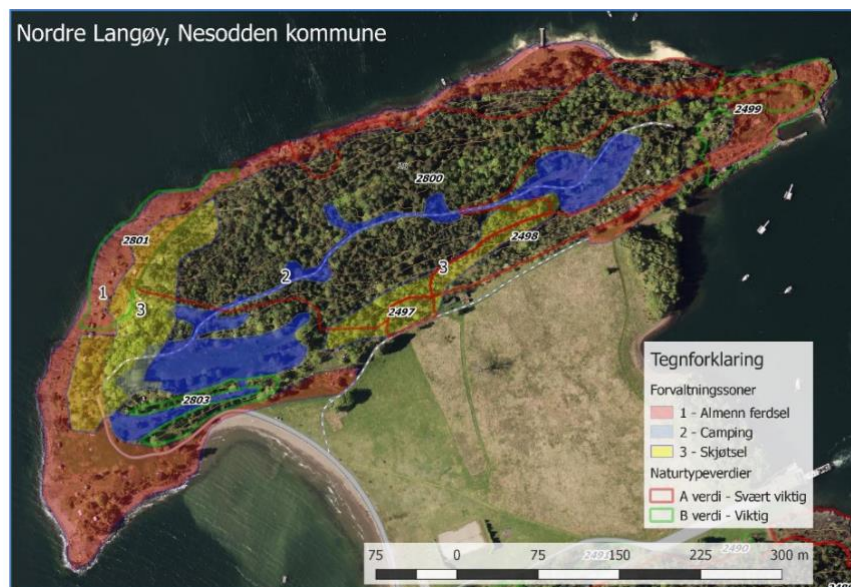 Nordre Langøy, Nesodden kommune
2499
2800
2801
2498
3
1
2
3
2497
2803
Tegnforklaring
Forvaltningssoner
1 - Almenn ferdsel
2 - Camping
3 - Skjøtsel
Naturtypeverdier
A verdi - Svært viktig
B verdi - Viktig
2490
75 0 75 150 225 300 m